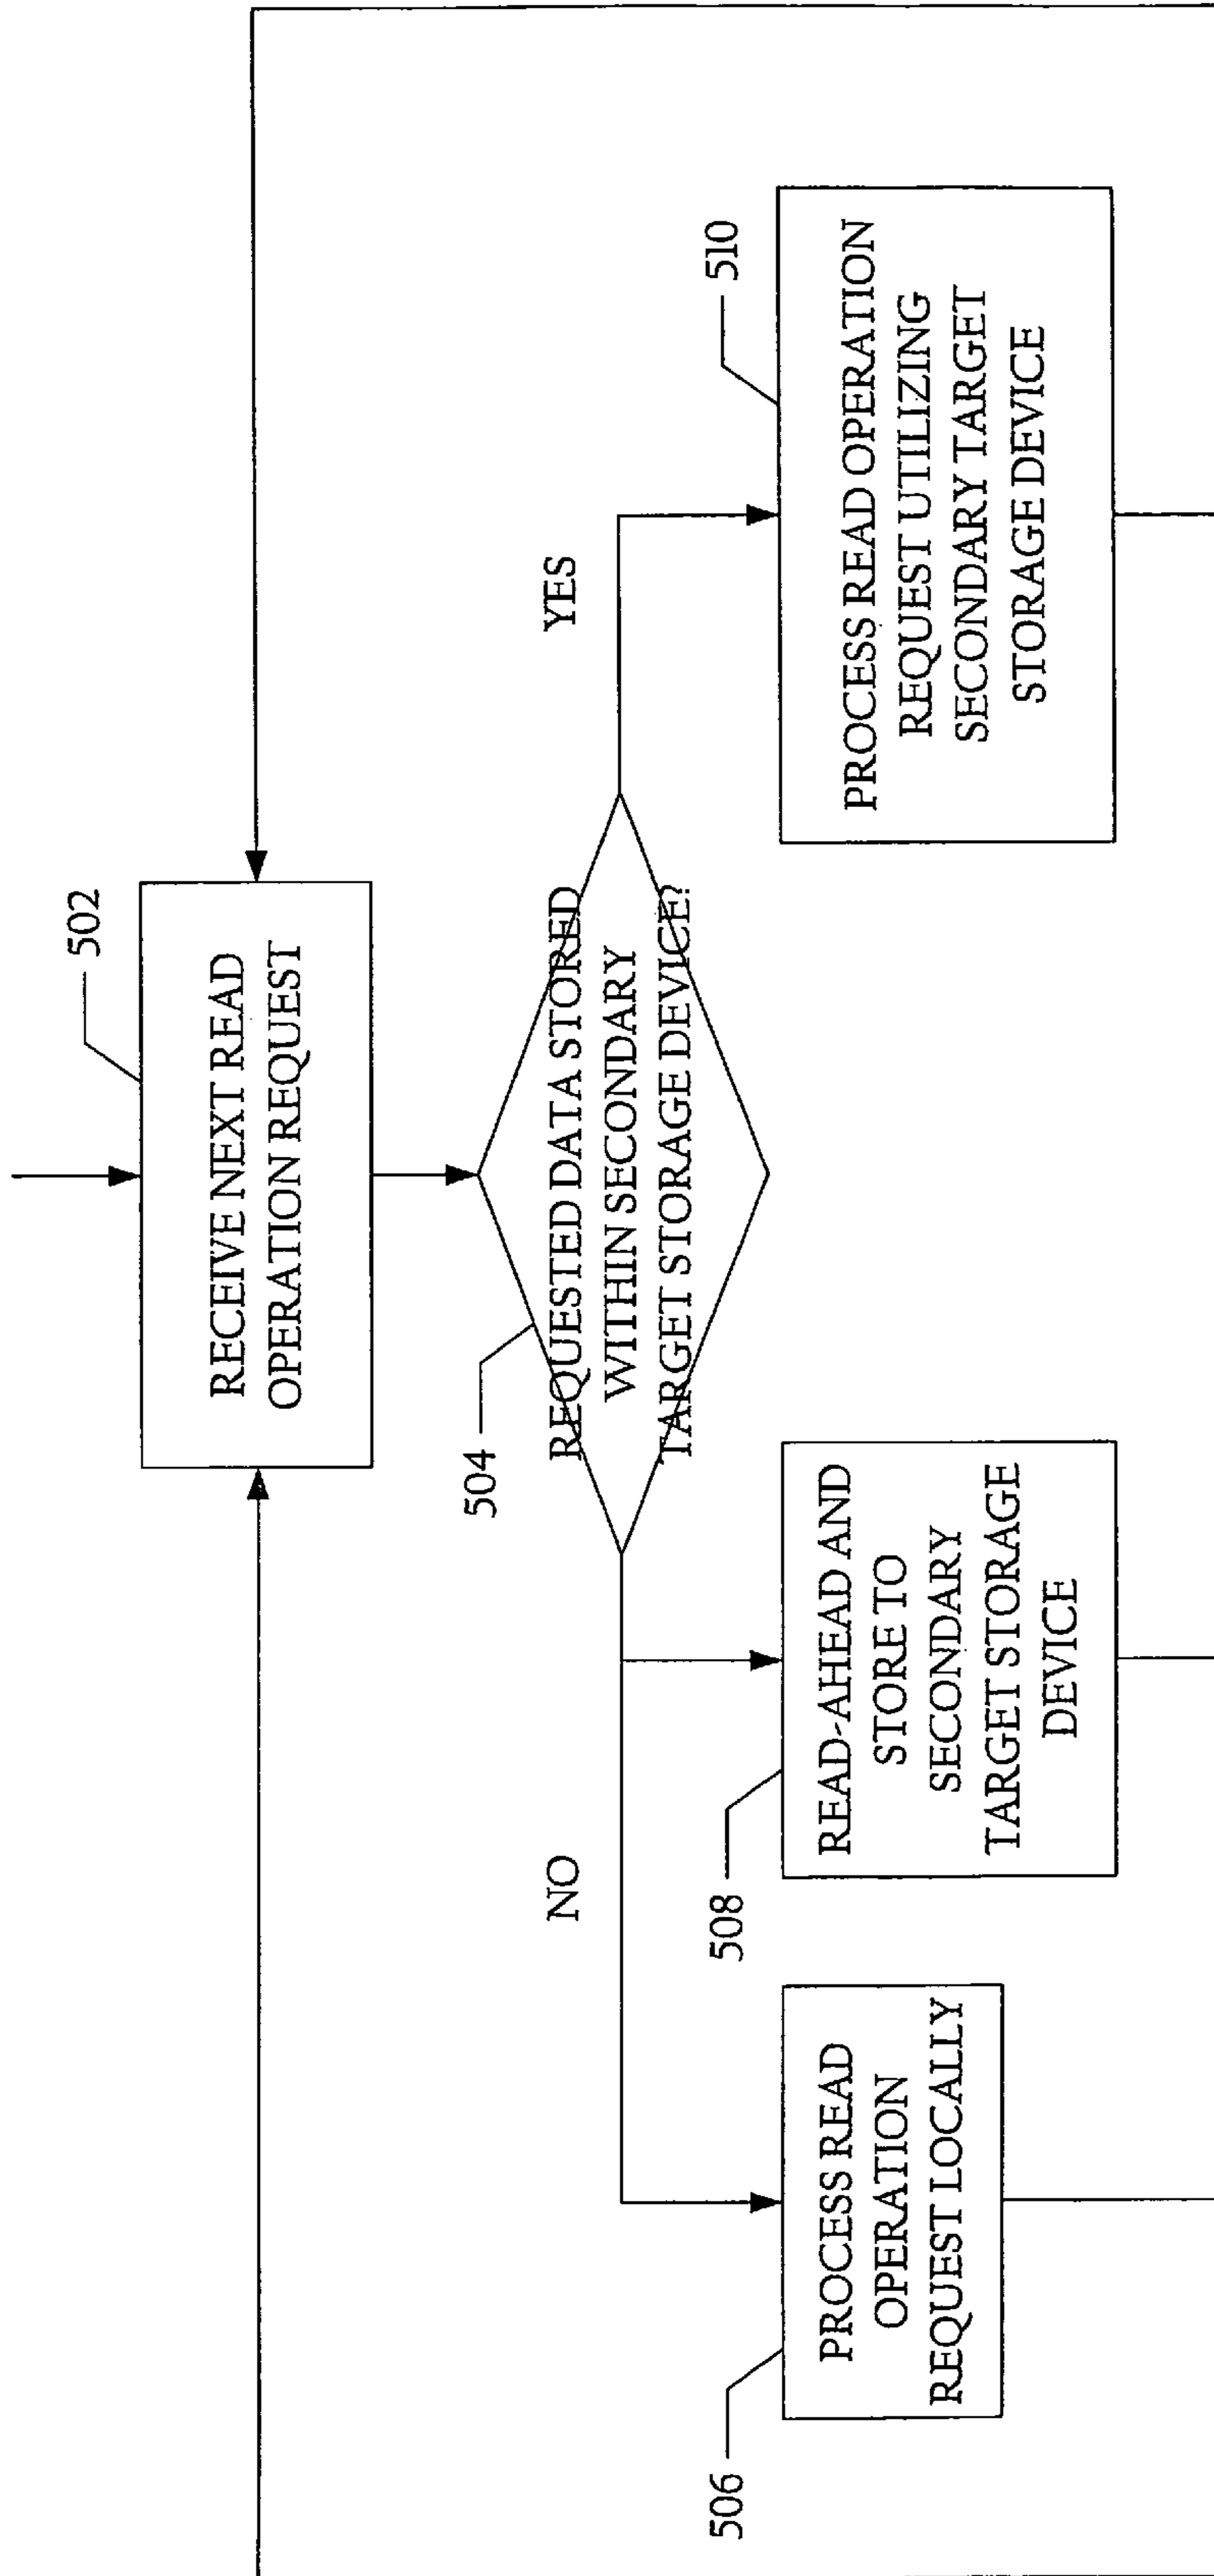 502
RECEIVE NEXT READ
OPERATION REQUEST
504
REQUESTED DATA STORED
WITHIN SECONDARY
TARGET STORAGE DEVICE?
NO
YES
506
PROCESS READ
OPERATION
REQUEST LOCALLY
508
READ-AHEAD AND
STORE TO
SECONDARY
TARGET STORAGE
DEVICE
510
PROCESS READ OPERATION
REQUEST UTILIZING
SECONDARY TARGET
STORAGE DEVICE